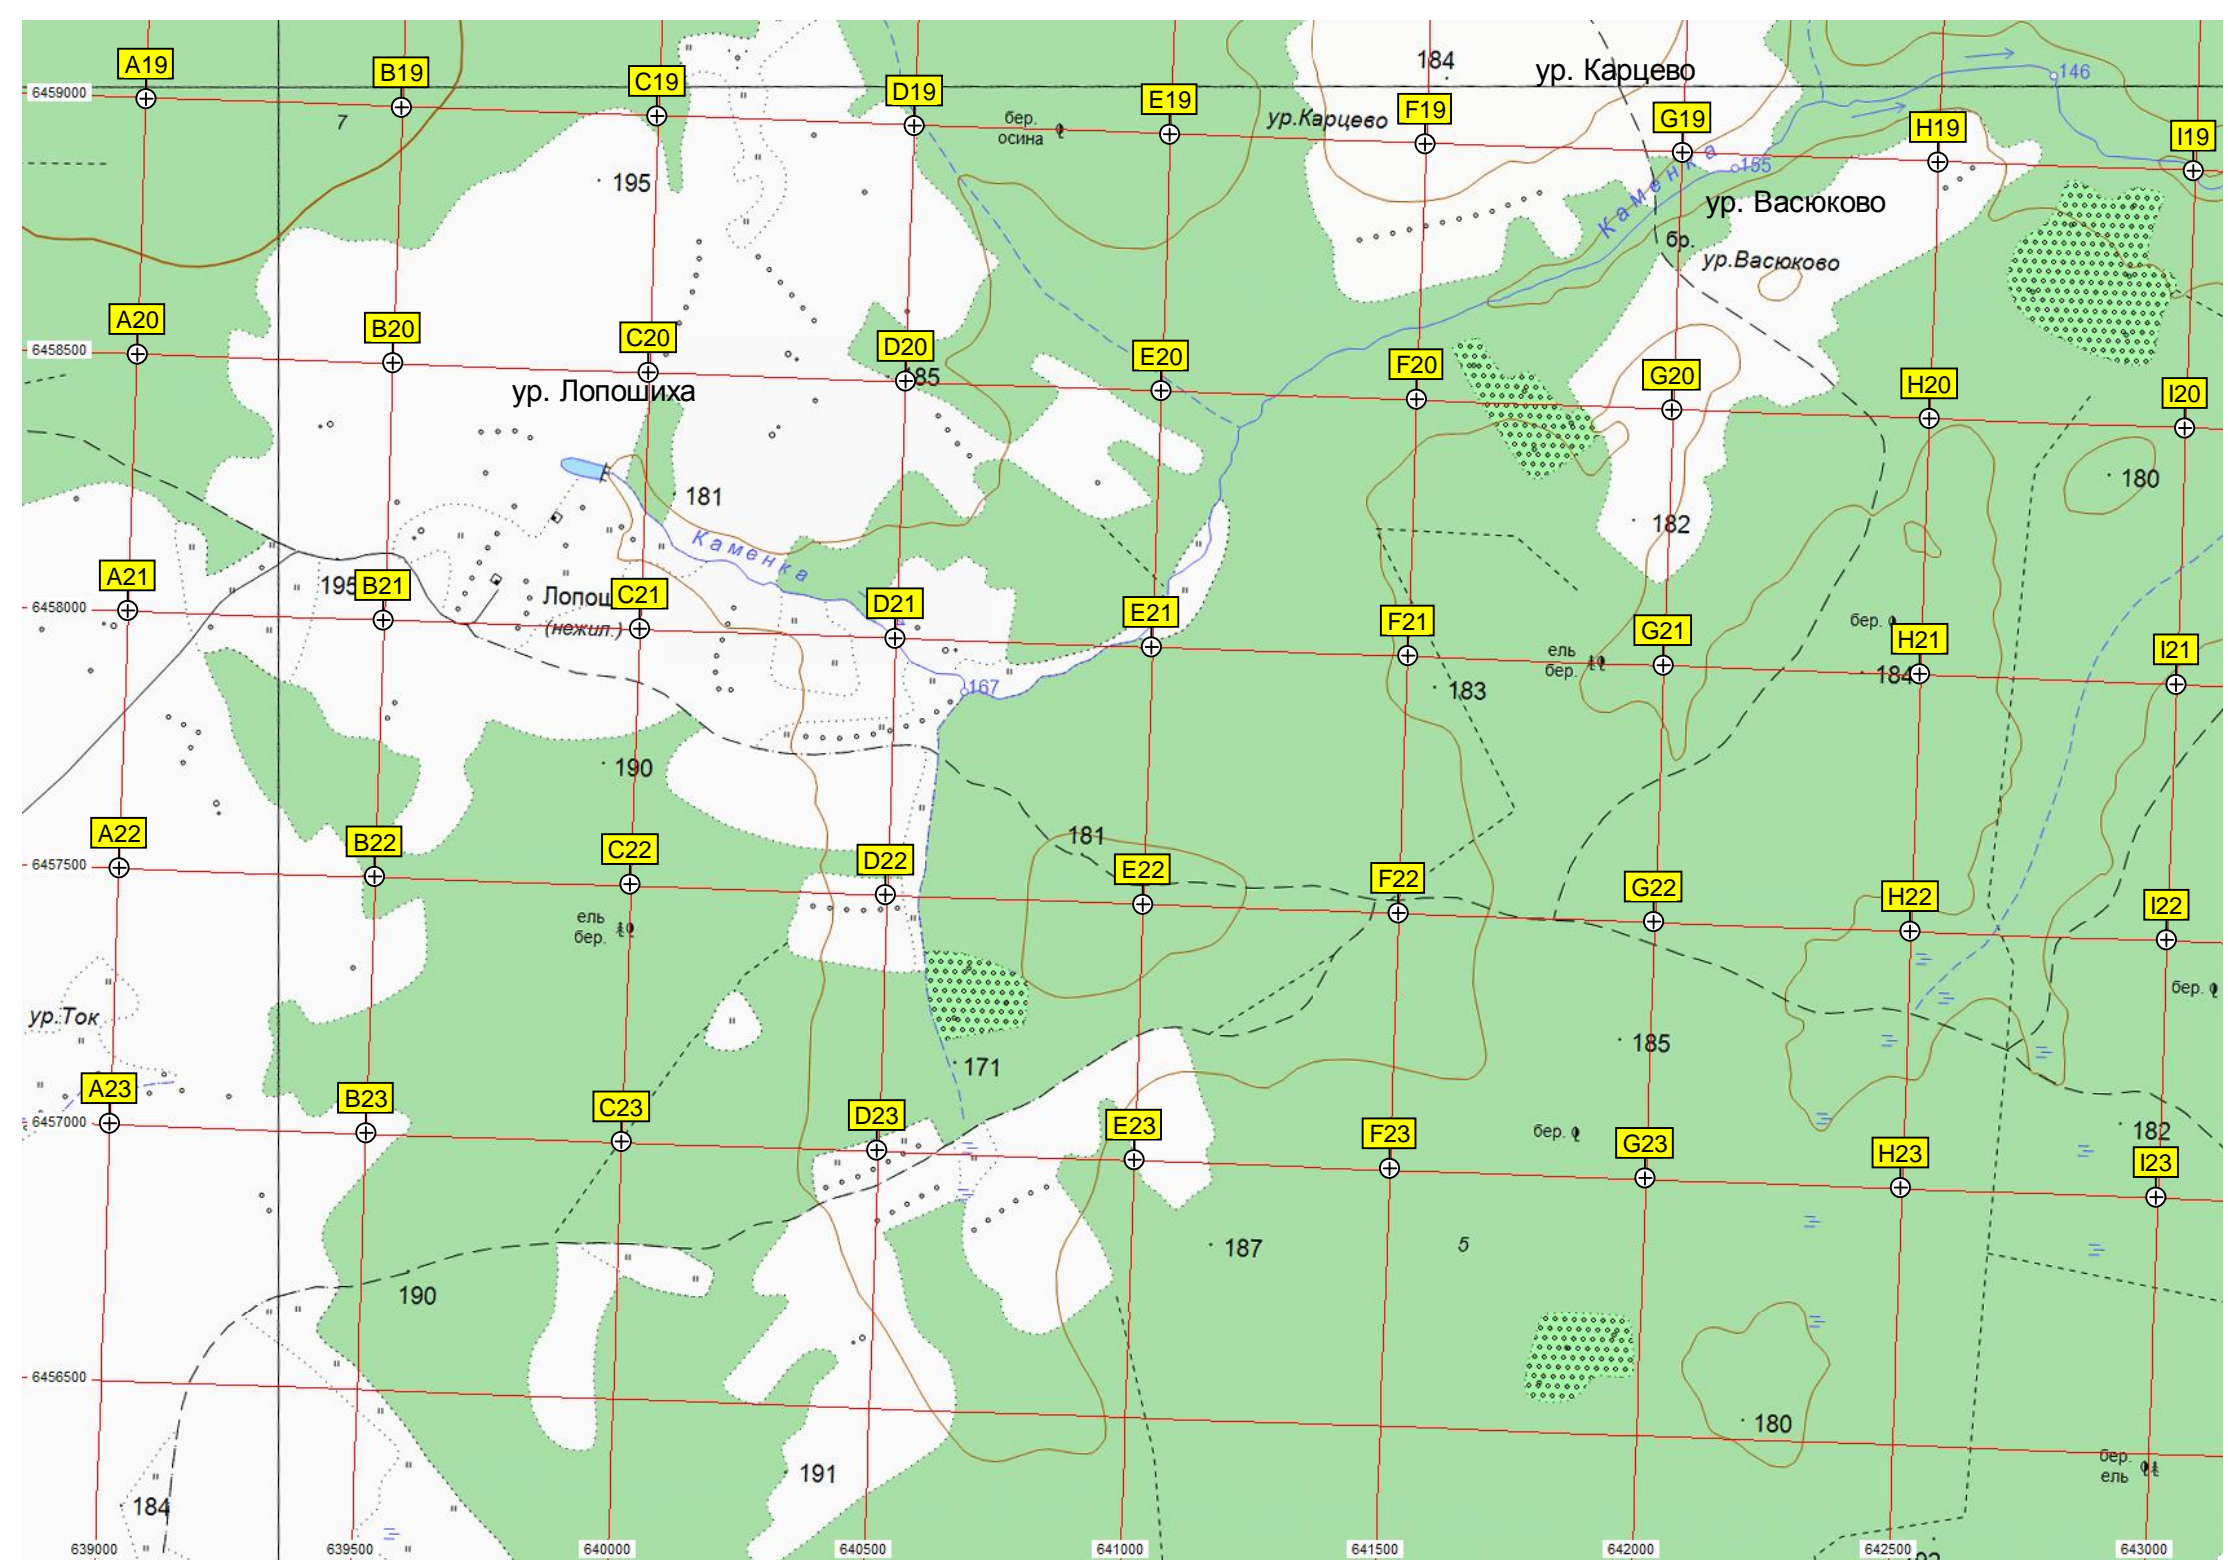 184
ур. Карцево
A19
B19
C19
D19
E19
F19
G19
H19
I19
146
6459000
7
бер.
осина
ур.Карцево
Каменка
155
195
ур. Васюково
бр.
ур.Васюково
A20
B20
C20
D20
E20
F20
G20
H20
I20
6458500
185
ур. Лопошиха
181
182
180
Каменка
A21
195
B21
Лопош
C21
D21
E21
F21
G21
H21
I21
6458000
(нежил.)
бер.
ель
бер.
167
183
184
190
A22
B22
C22
D22
181
E22
F22
G22
H22
I22
6457500
ель
бер.
бер.
ур.Ток
185
171
A23
B23
C23
D23
E23
F23
G23
H23
I23
6457000
бер.
182
187
5
190
6456500
180
191
бер.
ель
184
639000
639500
640000
640500
641000
641500
642000
642500
643000